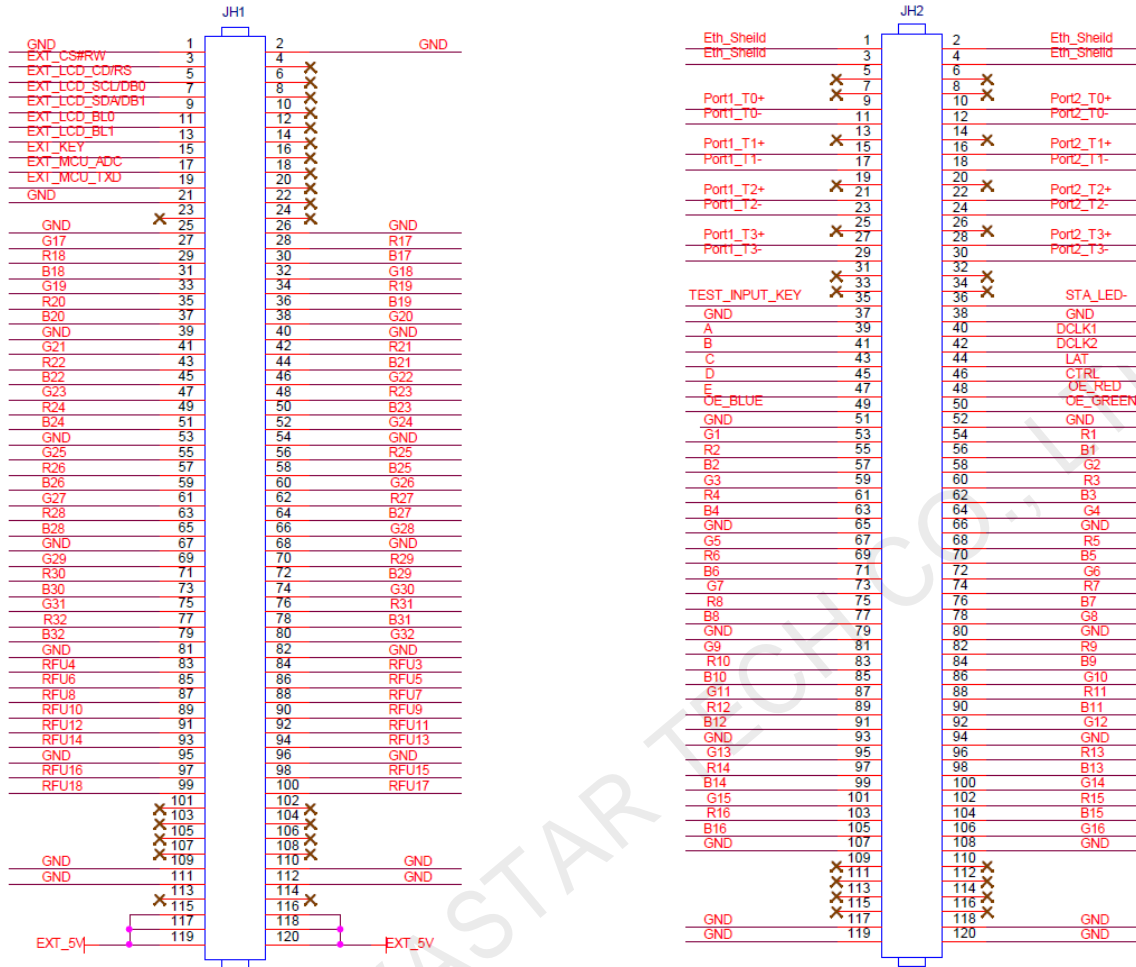 JH1
GND 1 2 GND
EXT_CS#RW 3 4
EXT_LCD_CD/RS 5 6
EXT_LCD_SCL/DB0 7 8
EXT_LCD_SDA/DB1 9 10
EXT_LCD_BL0 11 12
EXT_LCD_BL1 13 14
EXT_KEY 15 16
EXT_MCU_ADC 17 18
EXT_MCU_TXD 19 20
GND 21 22
23 24
GND 25 26 GND
G17 27 28 R17
R18 29 30 B17
B18 31 32 G18
G19 33 34 R19
R20 35 36 B19
B20 37 38 G20
GND 39 40 GND
G21 41 42 R21
R22 43 44 B21
B22 45 46 G22
G23 47 48 R23
R24 49 50 B23
B24 51 52 G24
GND 53 54 GND
G25 55 56 R25
R26 57 58 B25
B26 59 60 G26
G27 61 62 R27
R28 63 64 B27
B28 65 66 G28
GND 67 68 GND
G29 69 70 R29
R30 71 72 B29
B30 73 74 G30
G31 75 76 R31
R32 77 78 B31
B32 79 80 G32
GND 81 82 GND
RFU4 83 84 RFU3
RFU6 85 86 RFU5
RFU8 87 88 RFU7
RFU10 89 90 RFU9
RFU12 91 92 RFU11
RFU14 93 94 RFU13
GND 95 96 GND
RFU16 97 98 RFU15
RFU18 99 100 RFU17
101 102
103 104
105 106
107 108
GND 109 110 GND
GND 111 112 GND
113 114
115 116
117 118
EXT_5V 119 120 EXT_5V
JH2
Eth_Sheild 1 2 Eth_Sheild
Eth_Sheild 3 4 Eth_Sheild
5 6
7 8
Port1_T0+ 9 10 Port2_T0+
Port1_T0- 11 12 Port2_T0-
13 14
Port1_T1+ 15 16 Port2_T1+
Port1_T1- 17 18 Port2_T1-
19 20
Port1_T2+ 21 22 Port2_T2+
Port1_T2- 23 24 Port2_T2-
25 26
Port1_T3+ 27 28 Port2_T3+
Port1_T3- 29 30 Port2_T3-
31 32
33 34
TEST_INPUT_KEY 35 36 STA_LED-
GND 37 38 GND
A 39 40 DCLK1
B 41 42 DCLK2
C 43 44 LAT
D 45 46 CTRL
E 47 48 OE_RED
OE_BLUE 49 50 OE_GREEN
GND 51 52 GND
G1 53 54 R1
R2 55 56 B1
B2 57 58 G2
G3 59 60 R3
R4 61 62 B3
B4 63 64 G4
GND 65 66 GND
G5 67 68 R5
R6 69 70 B5
B6 71 72 G6
G7 73 74 R7
R8 75 76 B7
B8 77 78 G8
GND 79 80 GND
G9 81 82 R9
R10 83 84 B9
B10 85 86 G10
G11 87 88 R11
R12 89 90 B11
B12 91 92 G12
GND 93 94 GND
G13 95 96 R13
R14 97 98 B13
B14 99 100 G14
G15 101 102 R15
R16 103 104 B15
B16 105 106 G16
GND 107 108 GND
109 110
111 112
113 114
115 116
GND 117 118 GND
GND 119 120 GND
TASTAR TECH CO.,